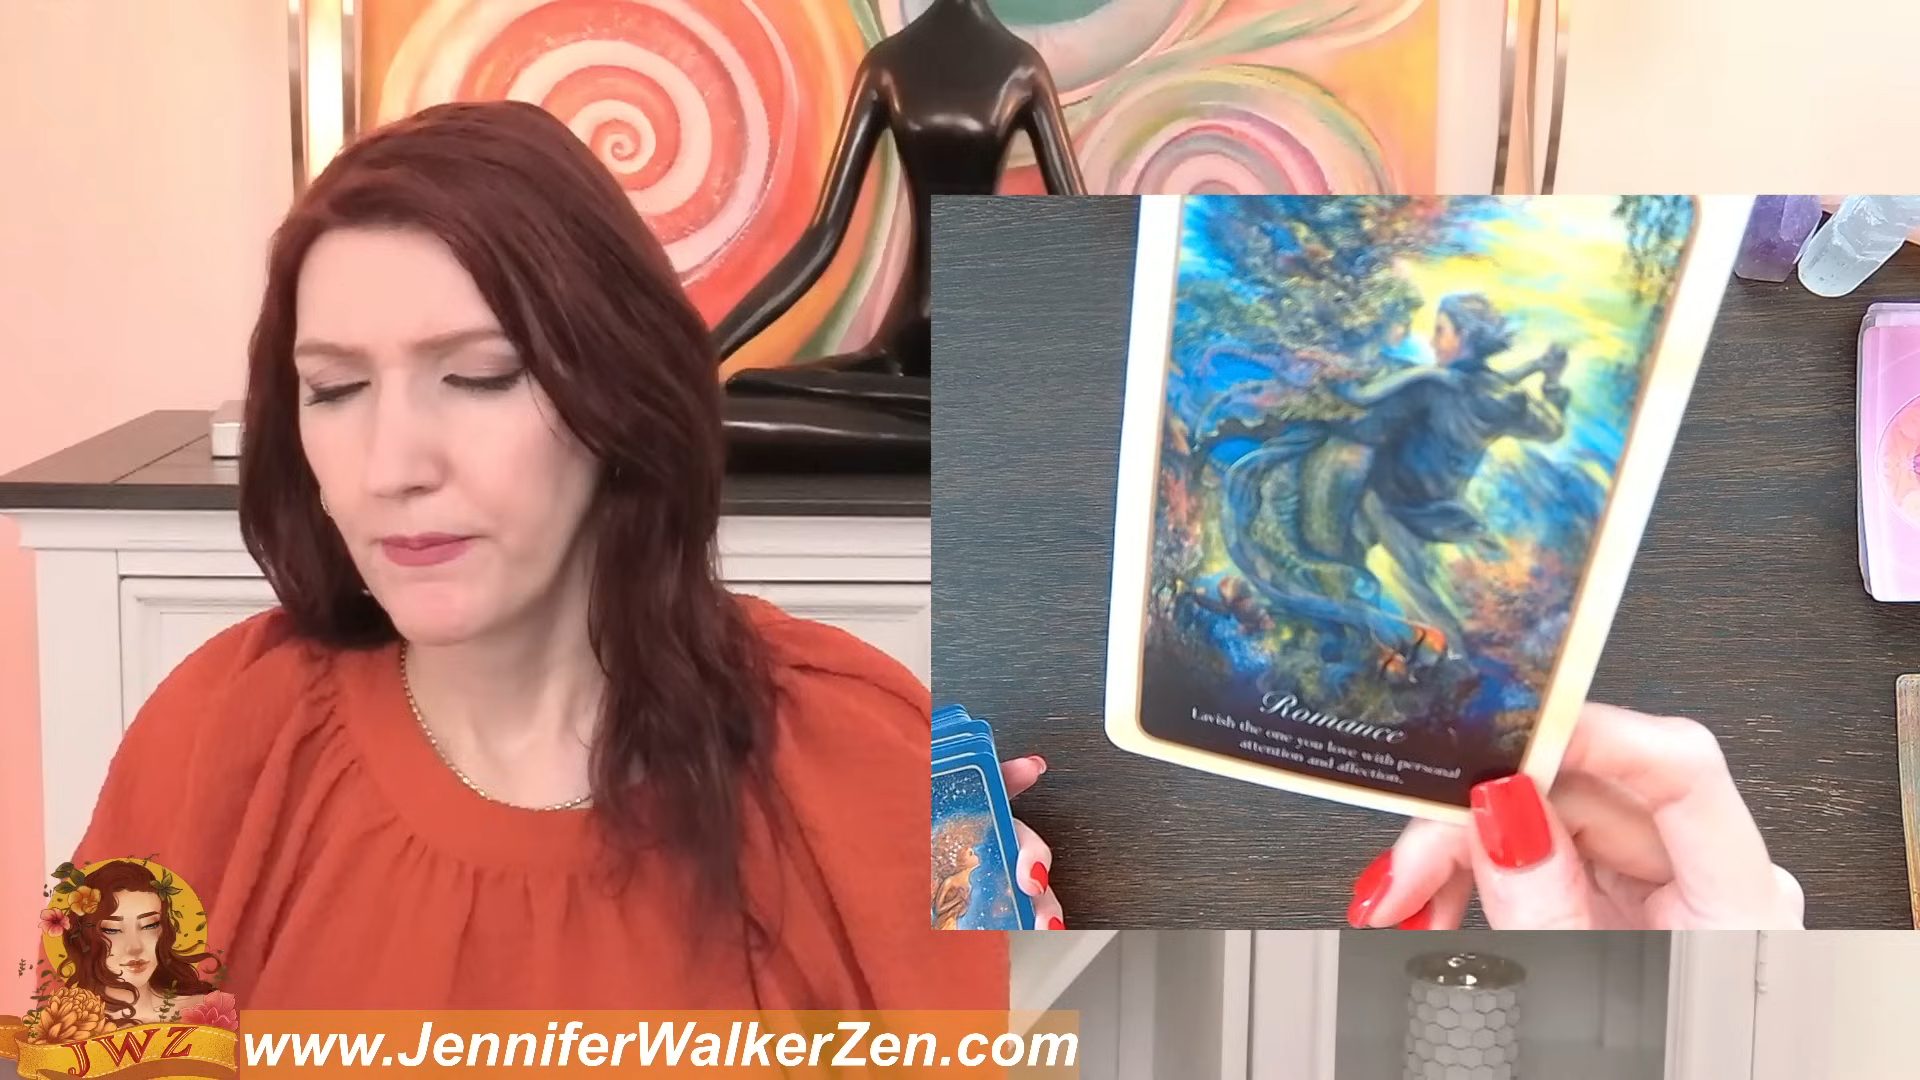 Romance
Lavish the one you love with personal
attention and affection.
JWZ
www.JenniferWalkerZen.com